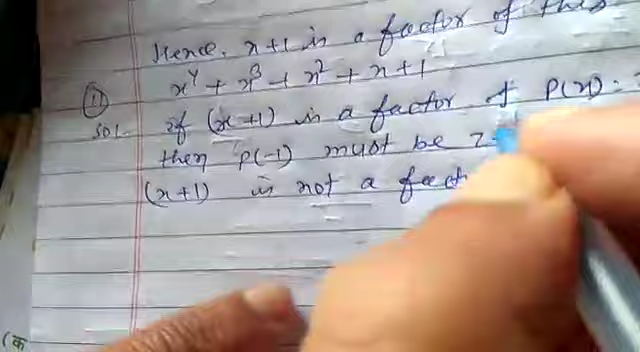 Hence, x+1 is a factor of this
(ii) x⁴ + x³ + x² + x + 1
Sol. if (x+1) is a factor of P(x) =
then P(-1) must be
(x+1) is not a
(क